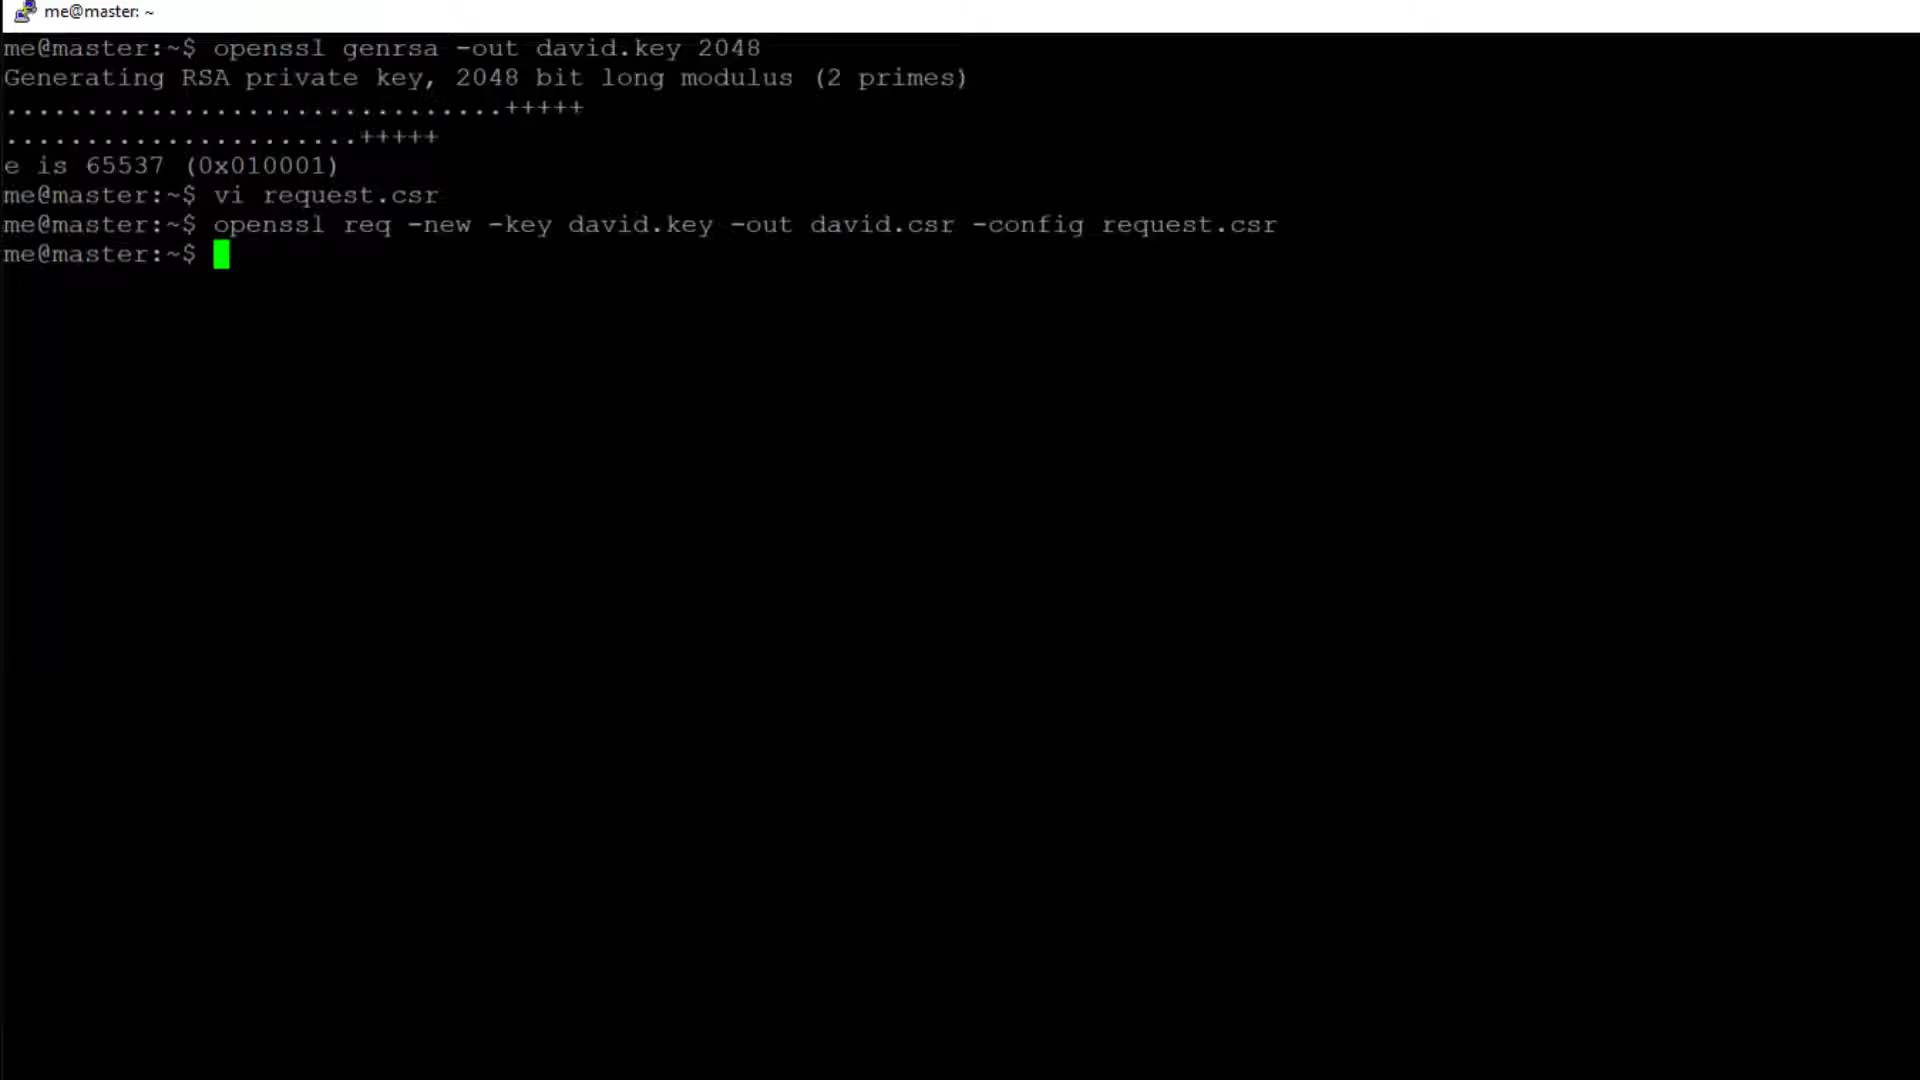 me@master: ~
me@master:~$ openssl genrsa -out david.key 2048
Generating RSA private key, 2048 bit long modulus (2 primes)
...............................+++++
......................+++++
e is 65537 (0x010001)
me@master:~$ vi request.csr
me@master:~$ openssl req -new -key david.key -out david.csr -config request.csr
me@master:~$